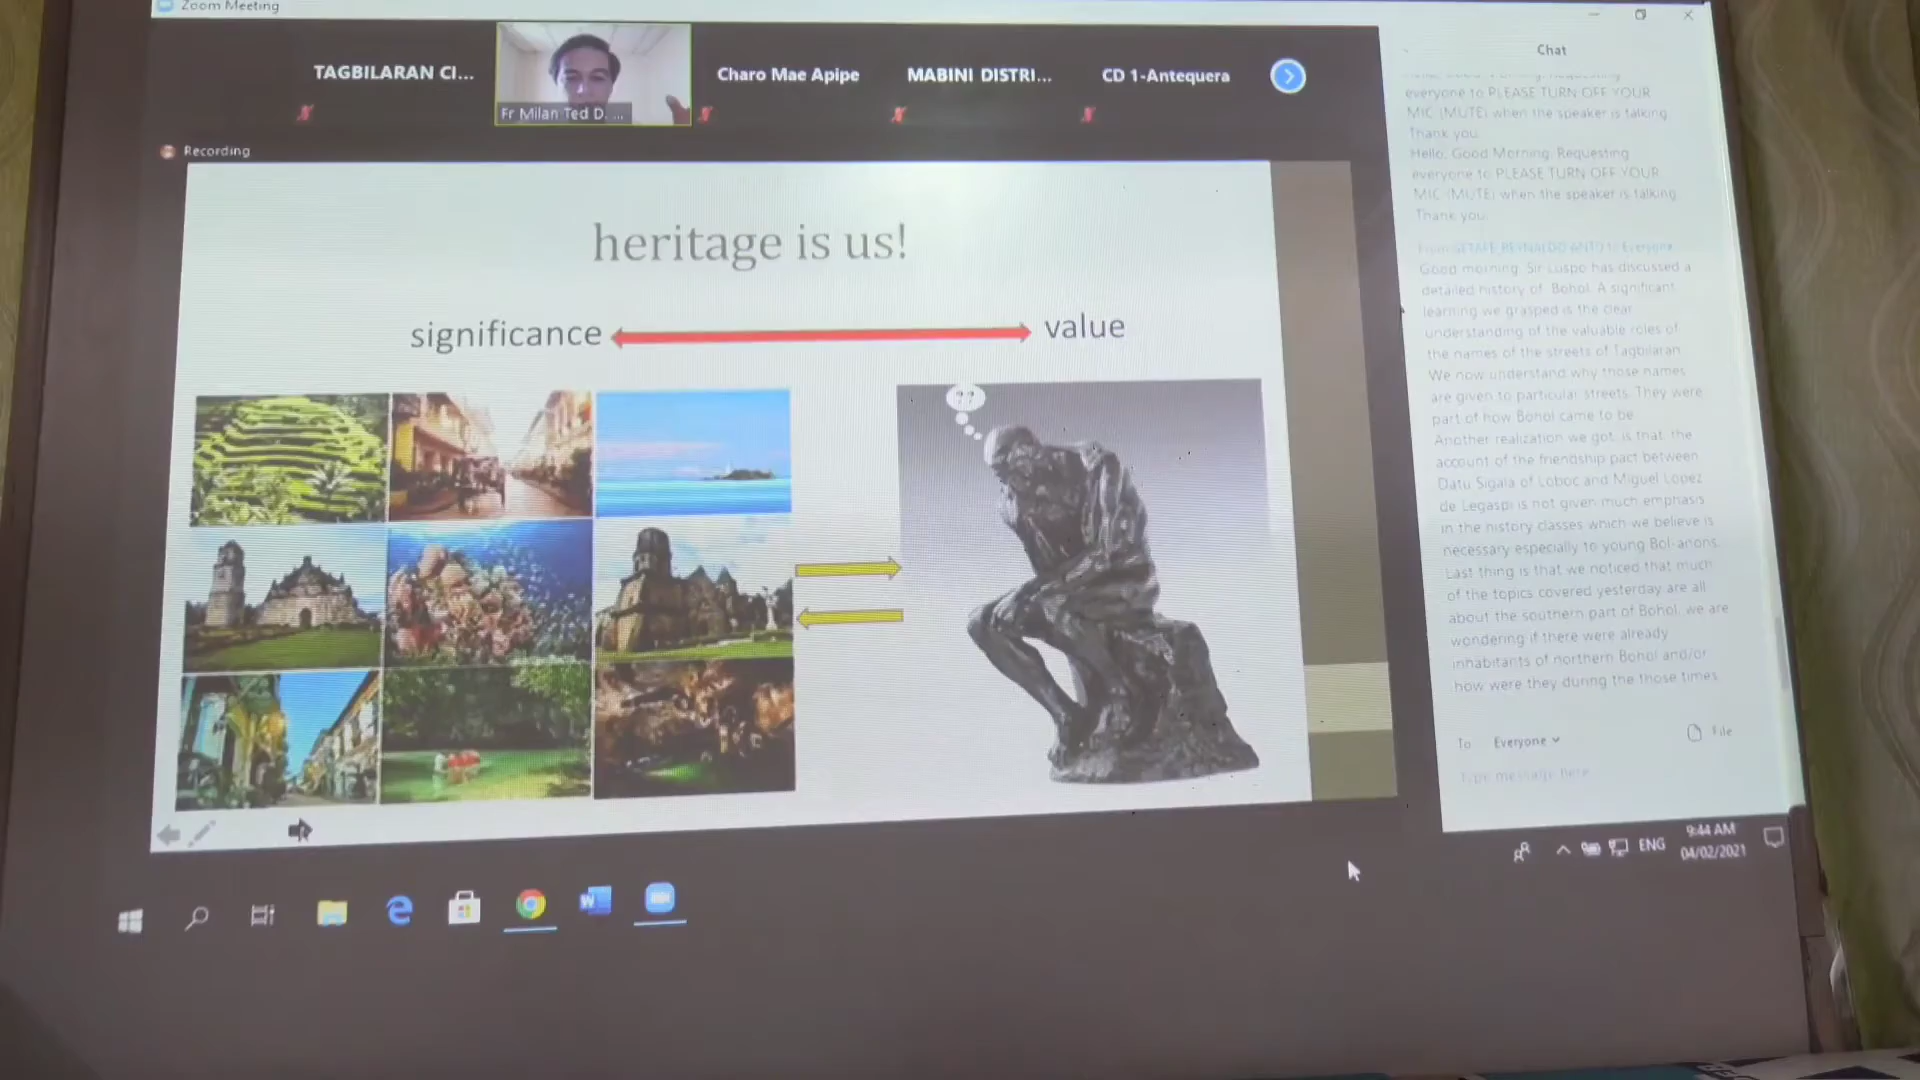 Zoom Meeting
TAGBILARAN CI...
Fr Milan Ted D. ...
Charo Mae Apipe
MABINI DISTRI...
CD 1-Antequera
Recording
heritage is us!
significance
value
??
Chat
everyone to PLEASE TURN OFF YOUR
MIC (MUTE) when the speaker is talking.
Thank you.
Hello, Good Morning. Requesting
everyone to PLEASE TURN OFF YOUR
MIC (MUTE) when the speaker is talking.
Thank you.
From GETAFE_REYNALDO ANTO to Everyone
Good morning. Sir Luspo has discussed a
detailed history of Bohol. A significant
learning we grasped is the clear
understanding of the valuable roles of
the names of the streets of Tagbilaran.
We now understand why those names
are given to particular streets. They were
part of how Bohol came to be.
Another realization we got, is that, the
account of the friendship pact between
Datu Sigala of Loboc and Miguel Lopez
de Legaspi is not given much emphasis
in the history classes which we believe is
necessary especially to young Bol-anons.
Last thing is that we noticed that much
of the topics covered yesterday are all
about the southern part of Bohol, we are
wondering if there were already
inhabitants of northern Bohol and/or
how were they during the those times
To Everyone
File
Type message here
ENG
9:44 AM
04/02/2021